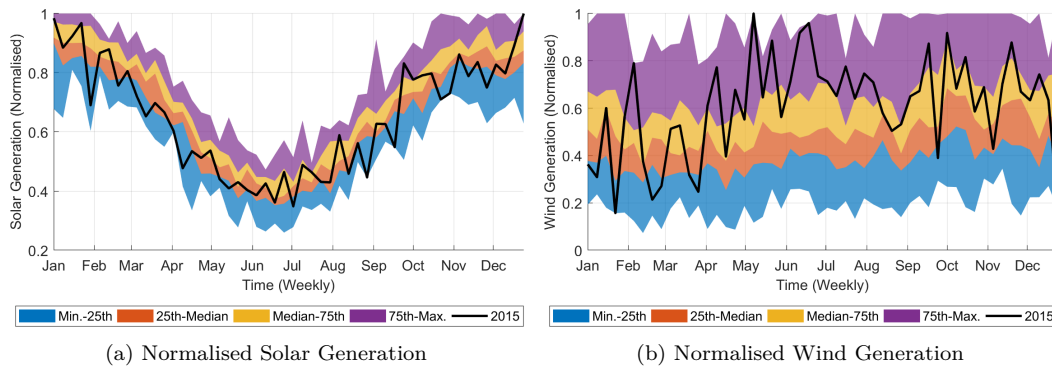 Solar Generation (Normalised)
1
0.8
0.6
0.4
0.2
Jan Feb Mar Apr May Jun Jul Aug Sep Oct Nov Dec
Time (Weekly)
Min.-25th 25th-Median Median-75th 75th-Max. 2015
(a) Normalised Solar Generation
Wind Generation (Normalised)
1
0.8
0.6
0.4
0.2
0
Jan Feb Mar Apr May Jun Jul Aug Sep Oct Nov Dec
Time (Weekly)
Min.-25th 25th-Median Median-75th 75th-Max. 2015
(b) Normalised Wind Generation